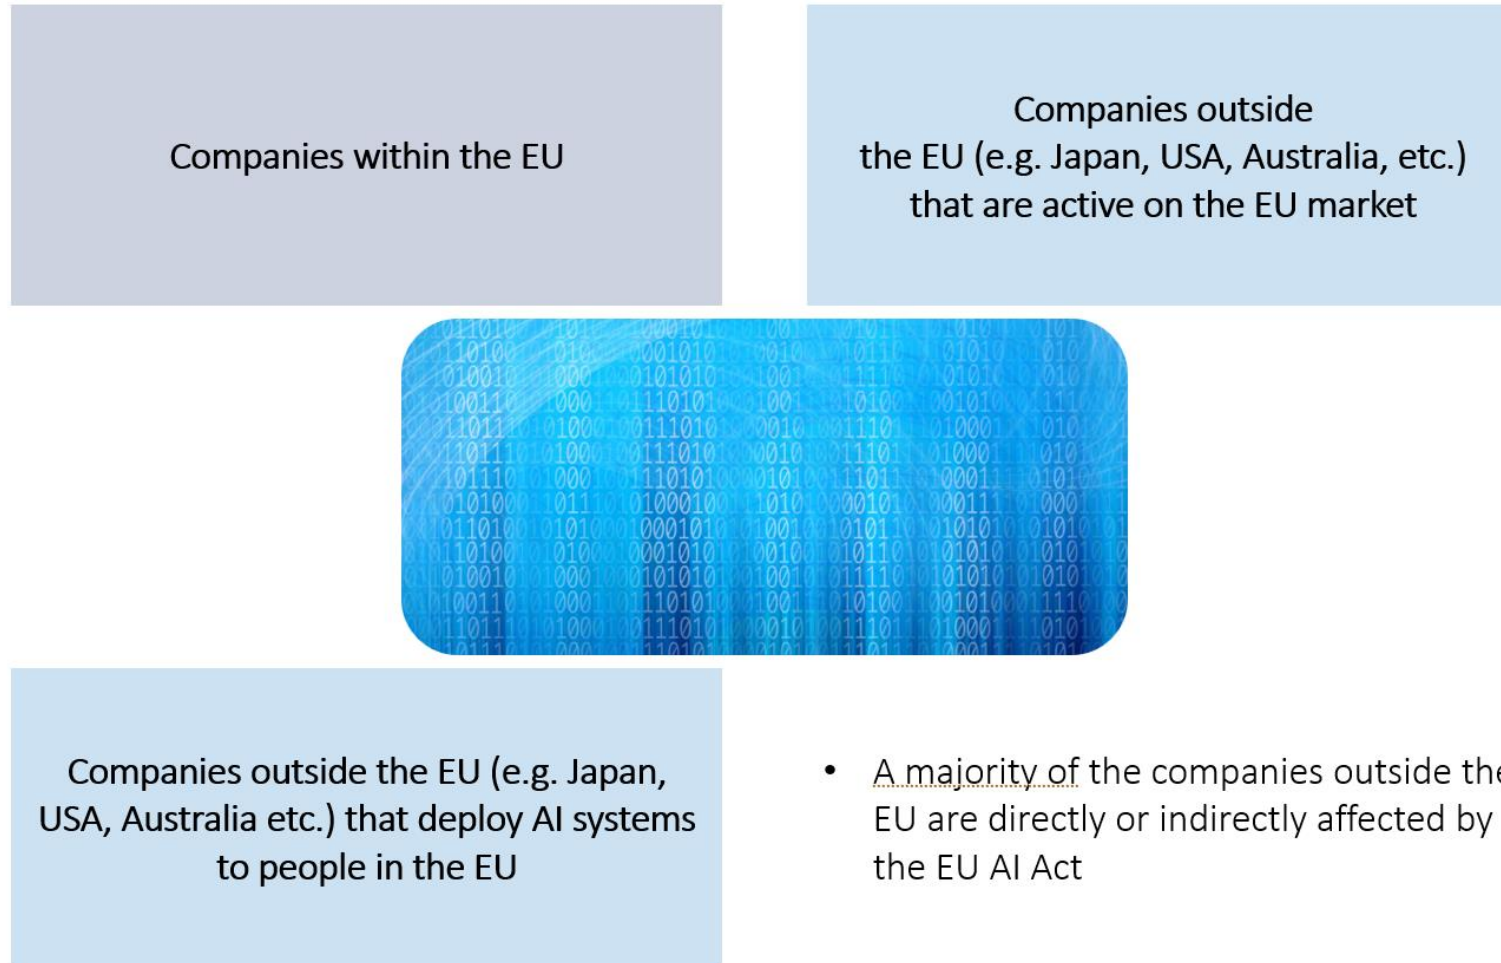 Companies within the EU
Companies outside
the EU (e.g. Japan, USA, Australia, etc.)
that are active on the EU market
Companies outside the EU (e.g. Japan,
USA, Australia etc.) that deploy AI systems
to people in the EU
• A majority of the companies outside the
EU are directly or indirectly affected by
the EU AI Act